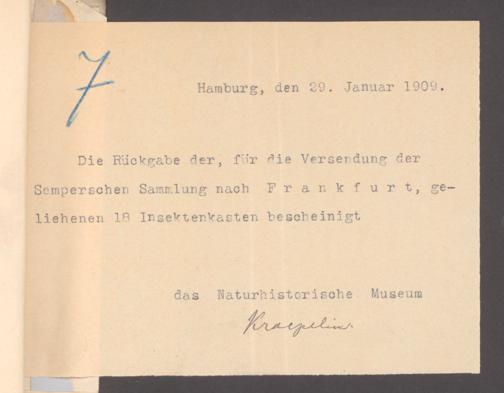 7
Hamburg, den 29. Januar 1909.
Die Rückgabe der, für die Versendung der
Semperschen Sammlung nach F r a n k f u r t, ge-
liehenen 18 Insektenkasten bescheinigt
das Naturhistorische Museum
Kraepelin.